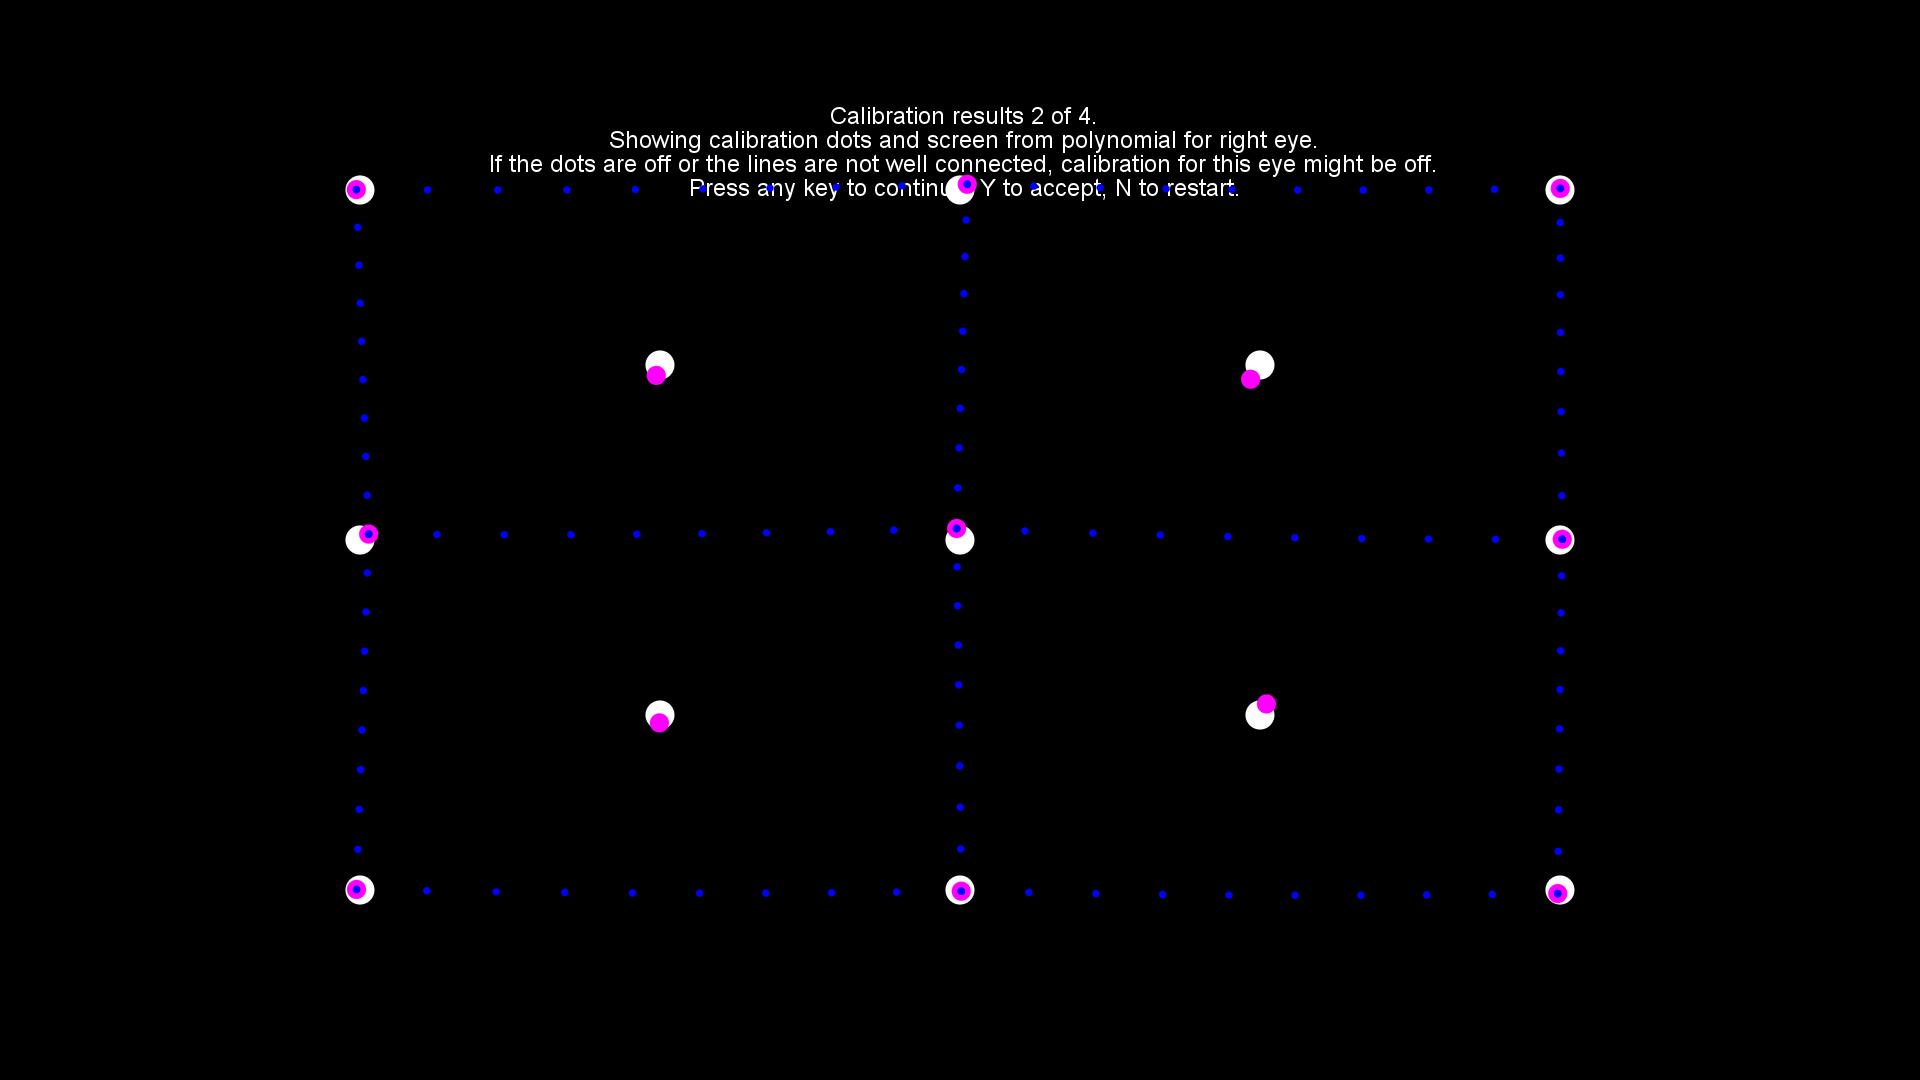 Calibration results 2 of 4.
Showing calibration dots and screen from polynomial for right eye.
If the dots are off or the lines are not well connected, calibration for this eye might be off.
Press any key to continu Y to accept, N to restart.